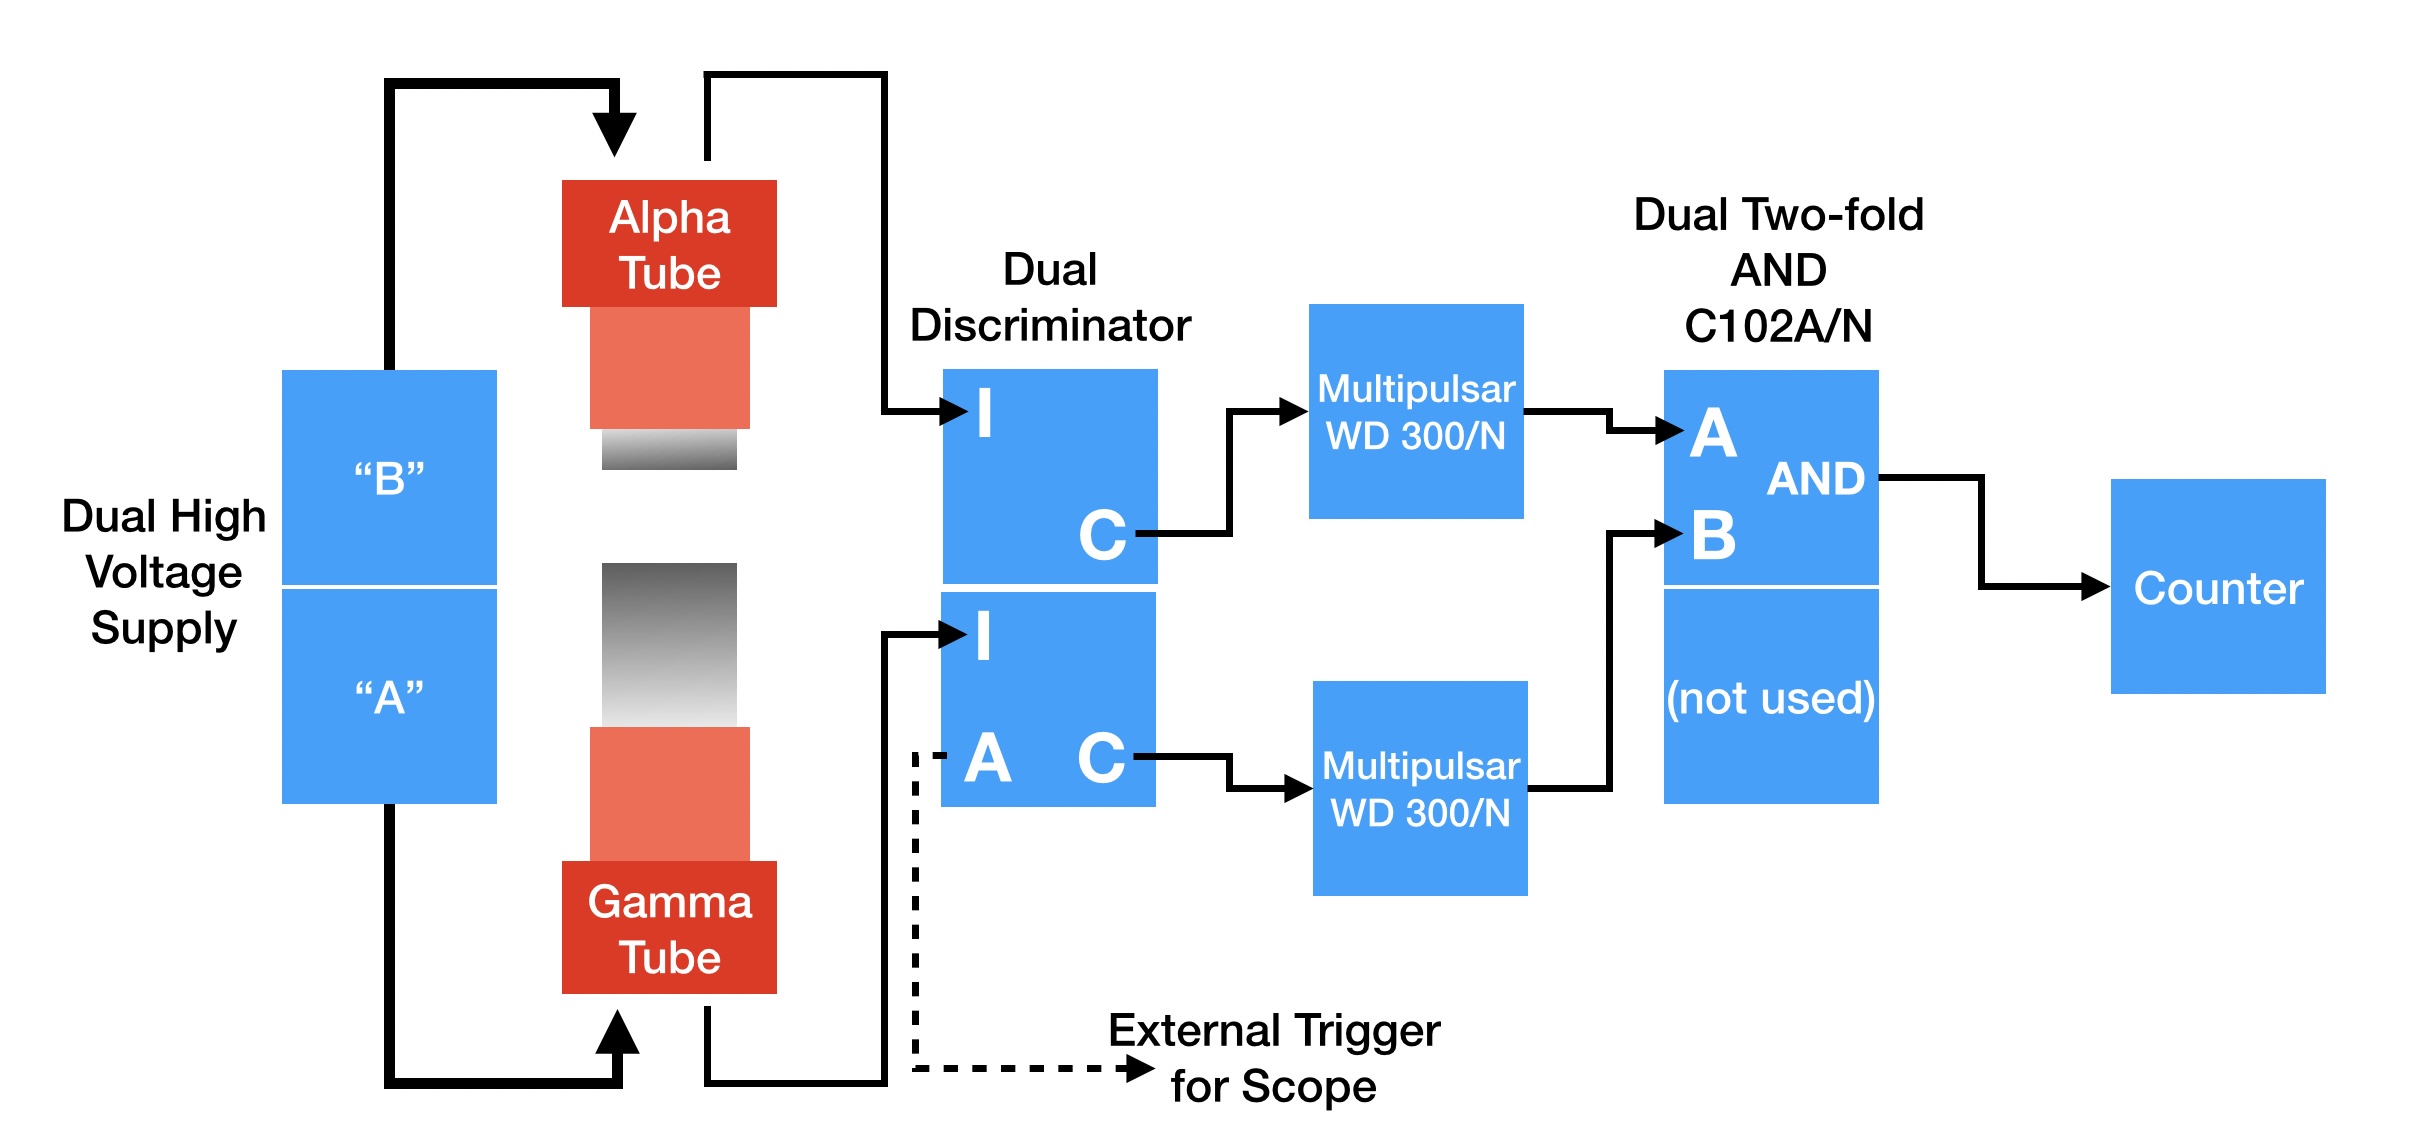 Dual High
Voltage
Supply
“B”
“A”
Alpha
Tube
Gamma
Tube
Dual
Discriminator
I
C
I
A C
External Trigger
for Scope
Multipulsar
WD 300/N
Multipulsar
WD 300/N
Dual Two-fold
AND
C102A/N
A
AND
B
(not used)
Counter